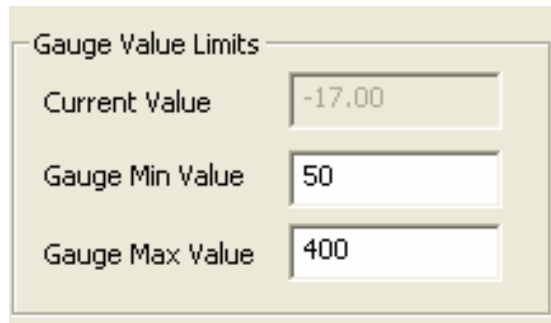 Gauge Value Limits
Current Value -17.00
Gauge Min Value 50
Gauge Max Value 400